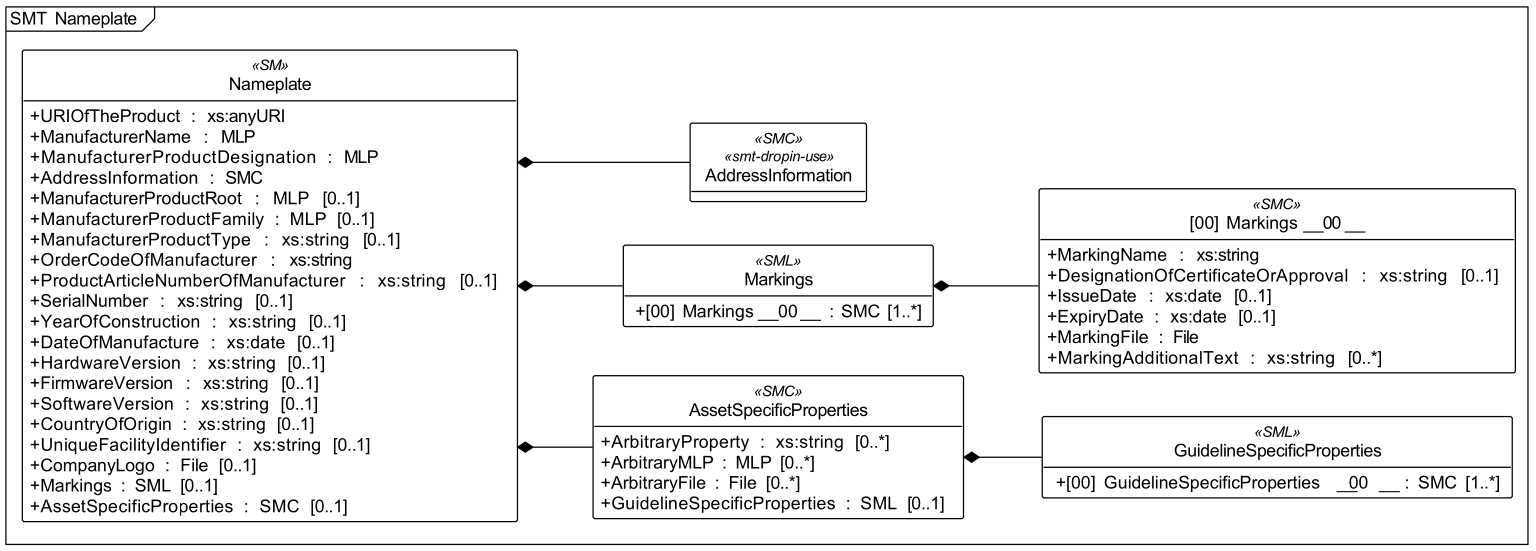 SMT Nameplate
«SM»
Nameplate
+URIOfTheProduct : xs:anyURI
+ManufacturerName : MLP
+ManufacturerProductDesignation : MLP
+AddressInformation : SMC
+ManufacturerProductRoot : MLP [0..1]
+ManufacturerProductFamily : MLP [0..1]
+ManufacturerProductType : xs:string [0..1]
+OrderCodeOfManufacturer : xs:string
+ProductArticleNumberOfManufacturer : xs:string [0..1]
+SerialNumber : xs:string [0..1]
+YearOfConstruction : xs:string [0..1]
+DateOfManufacture : xs:date [0..1]
+HardwareVersion : xs:string [0..1]
+FirmwareVersion : xs:string [0..1]
+SoftwareVersion : xs:string [0..1]
+CountryOfOrigin : xs:string [0..1]
+UniqueFacilityIdentifier : xs:string [0..1]
+CompanyLogo : File [0..1]
+Markings : SML [0..1]
+AssetSpecificProperties : SMC [0..1]
«SMC»
«smt-dropin-use»
AddressInformation
«SML»
Markings
+[00] Markings __00__ : SMC [1..*]
«SMC»
[00] Markings __00__
+MarkingName : xs:string
+DesignationOfCertificateOrApproval : xs:string [0..1]
+IssueDate : xs:date [0..1]
+ExpiryDate : xs:date [0..1]
+MarkingFile : File
+MarkingAdditionalText : xs:string [0..*]
«SMC»
AssetSpecificProperties
+ArbitraryProperty : xs:string [0..*]
+ArbitraryMLP : MLP [0..*]
+ArbitraryFile : File [0..*]
+GuidelineSpecificProperties : SML [0..1]
«SML»
GuidelineSpecificProperties
+[00] GuidelineSpecificProperties __00 __ : SMC [1..*]